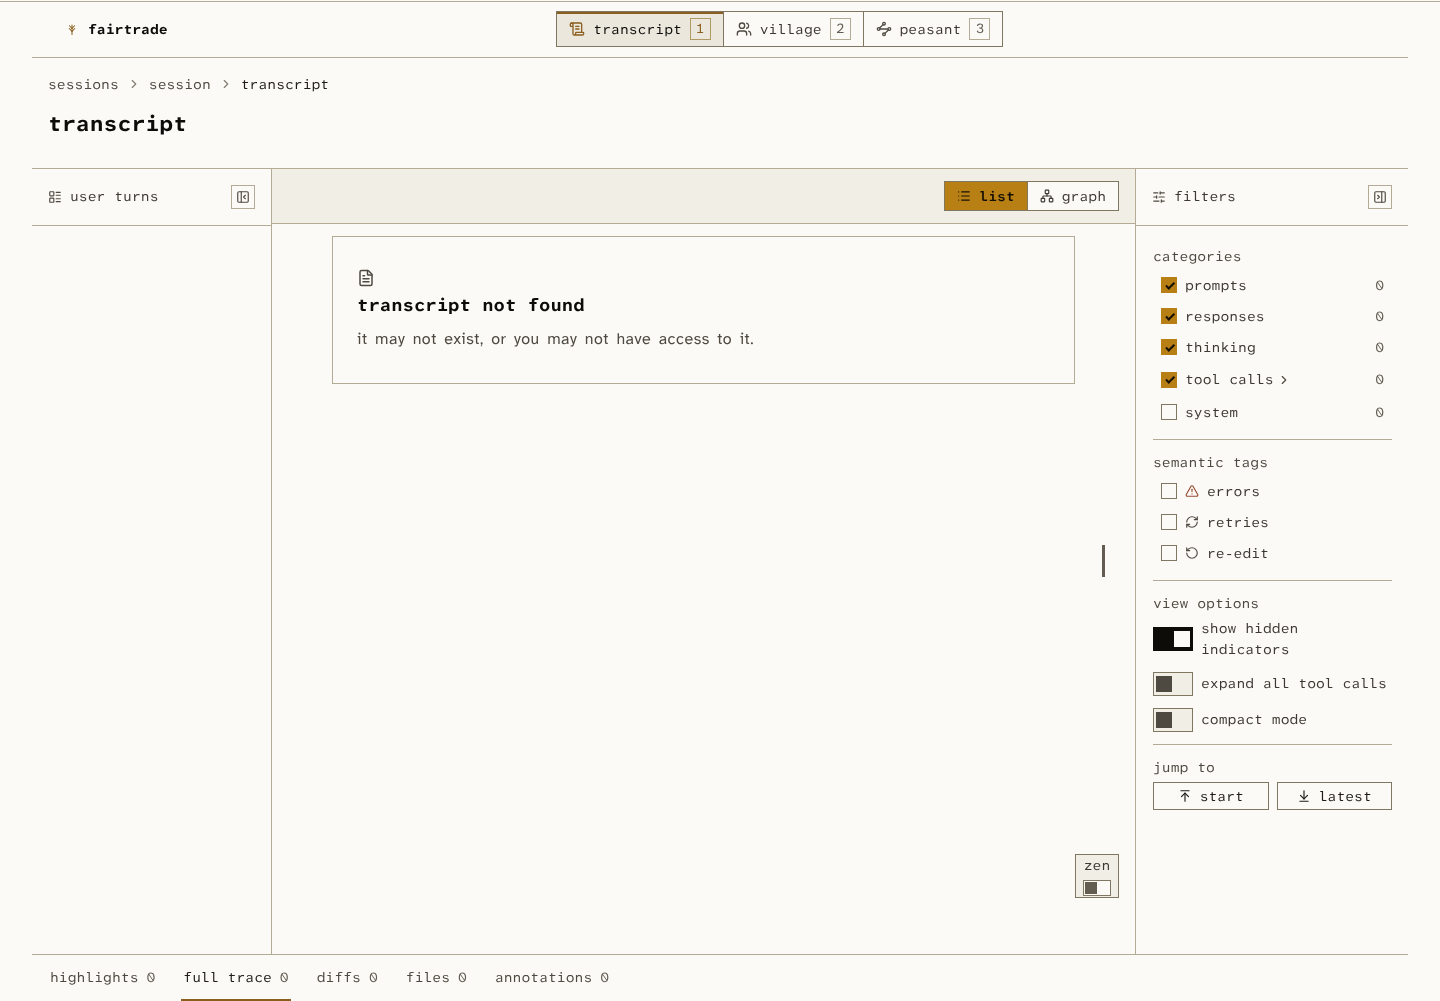 fairtrade
transcript 1
village 2
peasant 3
sessions > session > transcript
transcript
user turns
list
graph
filters
transcript not found
it may not exist, or you may not have access to it.
categories
prompts 0
responses 0
thinking 0
tool calls > 0
system 0
semantic tags
errors
retries
re-edit
view options
show hidden
indicators
expand all tool calls
compact mode
jump to
start
latest
zen
highlights 0
full trace 0
diffs 0
files 0
annotations 0